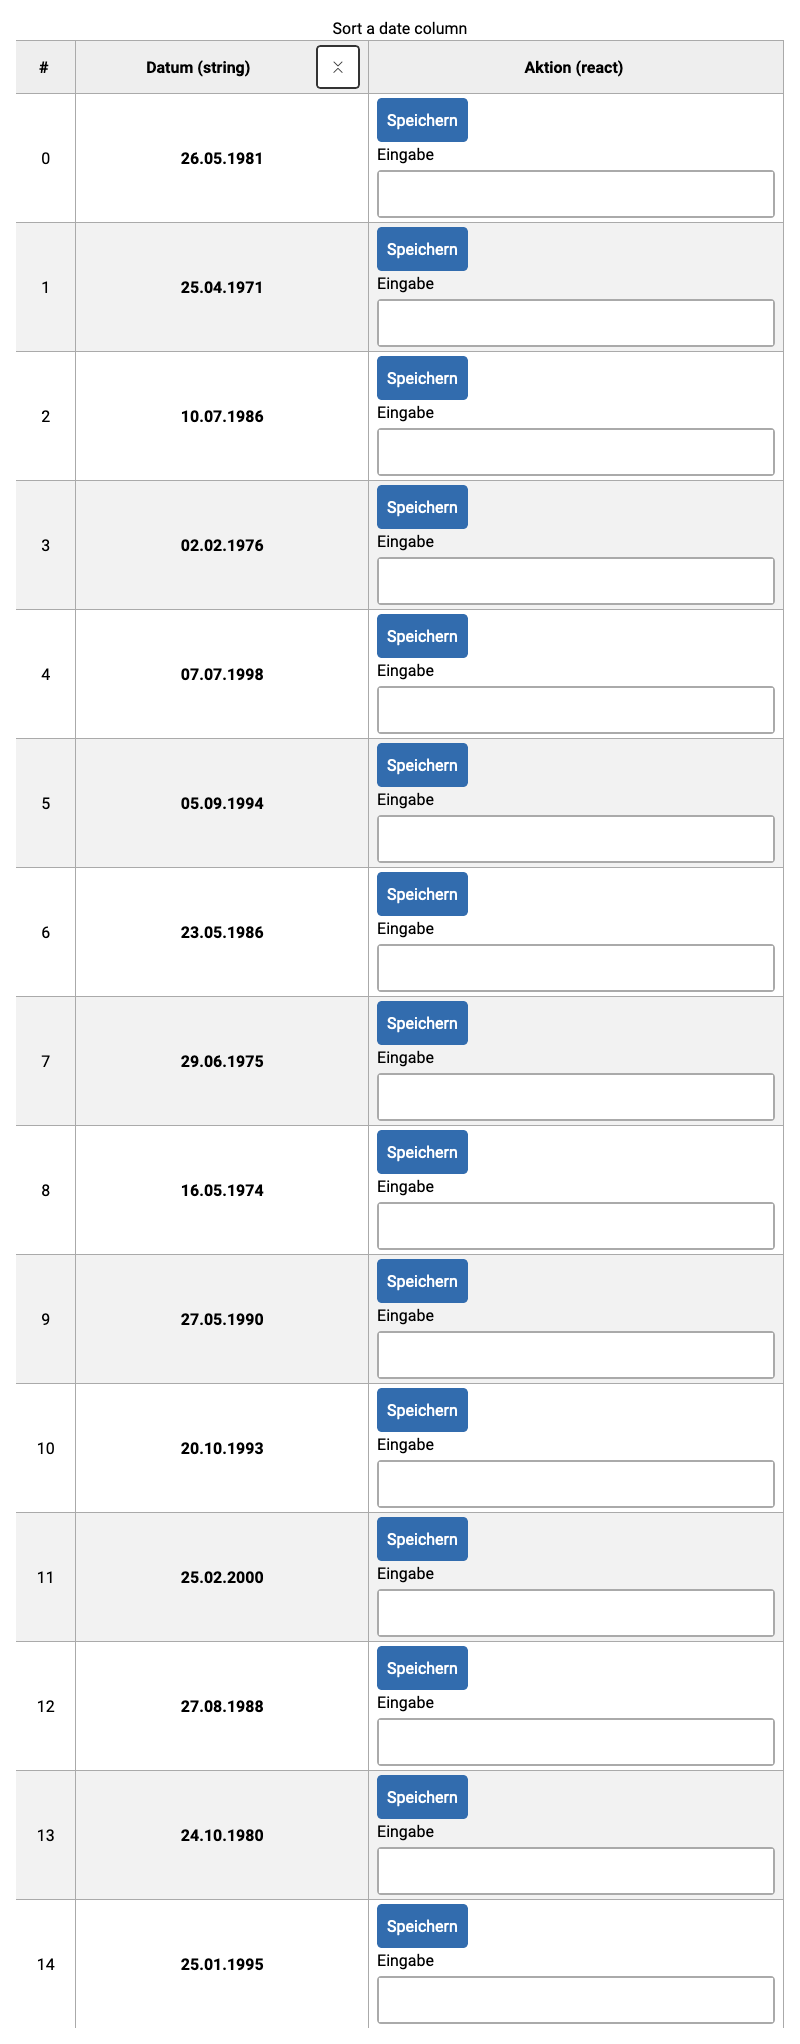 Sort a date column
# Datum (string) Aktion (react)
Speichern
Eingabe
0 26.05.1981
Speichern
Eingabe
1 25.04.1971
Speichern
Eingabe
2 10.07.1986
Speichern
Eingabe
3 02.02.1976
Speichern
Eingabe
4 07.07.1998
Speichern
Eingabe
5 05.09.1994
Speichern
Eingabe
6 23.05.1986
Speichern
Eingabe
7 29.06.1975
Speichern
Eingabe
8 16.05.1974
Speichern
Eingabe
9 27.05.1990
Speichern
Eingabe
10 20.10.1993
Speichern
Eingabe
11 25.02.2000
Speichern
Eingabe
12 27.08.1988
Speichern
Eingabe
13 24.10.1980
Speichern
Eingabe
14 25.01.1995